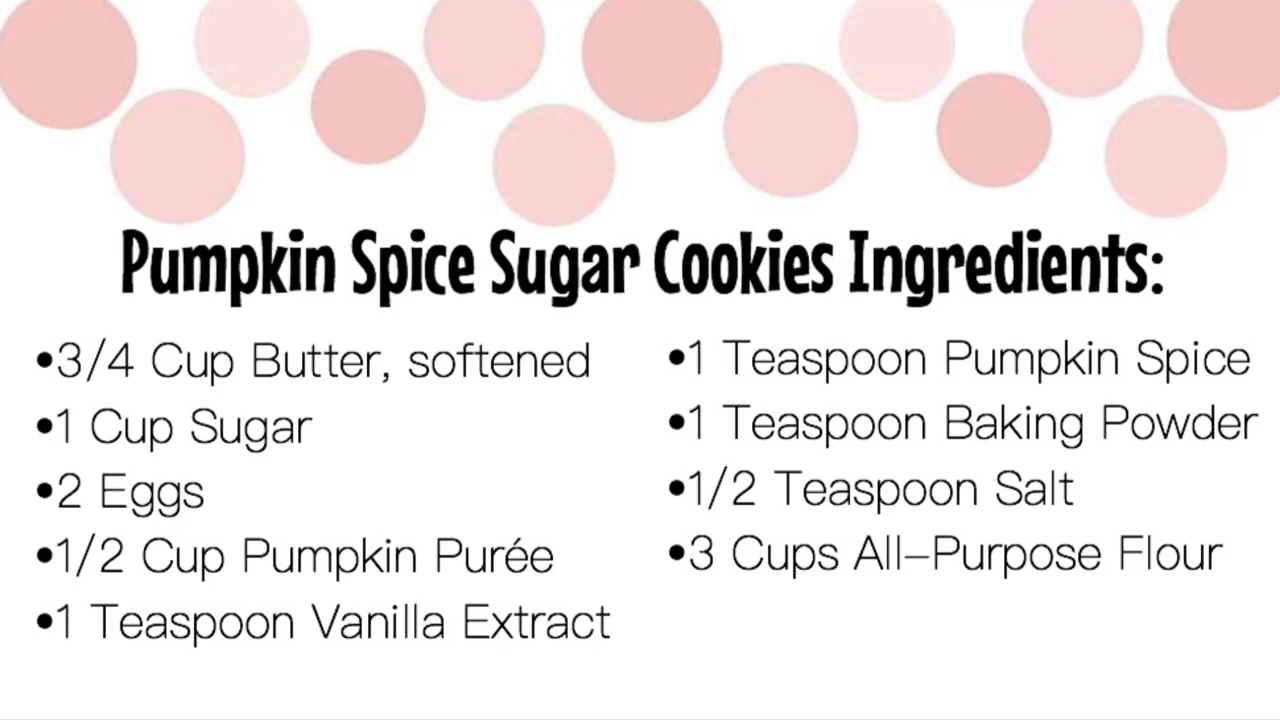 Pumpkin Spice Sugar Cookies Ingredients:
•3/4 Cup Butter, softened
•1 Cup Sugar
•2 Eggs
•1/2 Cup Pumpkin Purée
•1 Teaspoon Vanilla Extract
•1 Teaspoon Pumpkin Spice
•1 Teaspoon Baking Powder
•1/2 Teaspoon Salt
•3 Cups All–Purpose Flour